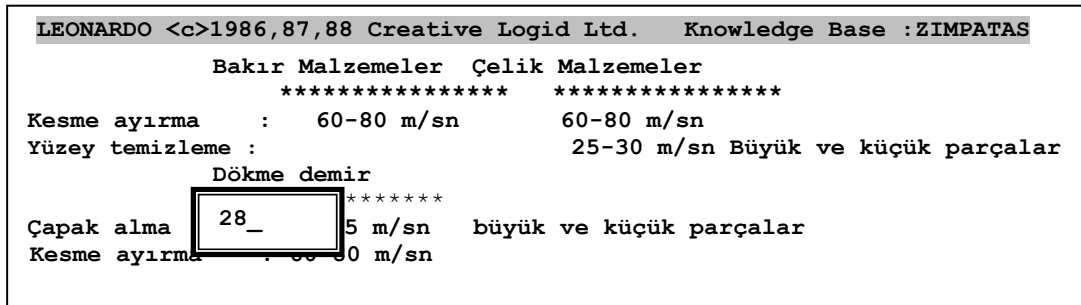 LEONARDO <c>1986,87,88 Creative Logid Ltd. Knowledge Base :ZIMPATAS
Bakır Malzemeler Çelik Malzemeler
**************** ****************
Kesme ayırma : 60-80 m/sn 60-80 m/sn
Yüzey temizleme : 25-30 m/sn Büyük ve küçük parçalar
Dökme demir
*******
28_
Çapak alma 5 m/sn büyük ve küçük parçalar
Kesme ayırma : m/sn